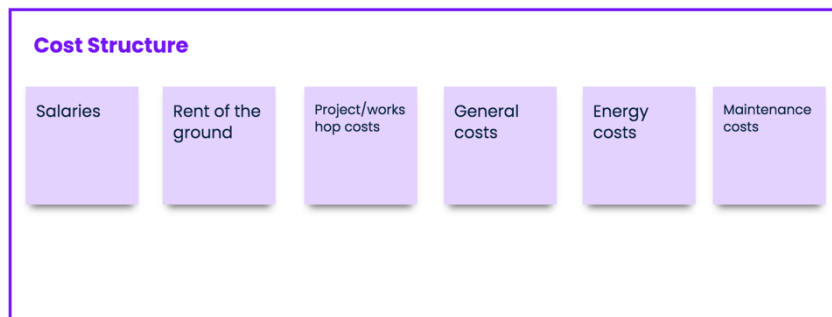 Cost Structure
Salaries
Rent of the
ground
Project/works
hop costs
General
costs
Energy
costs
Maintenance
costs